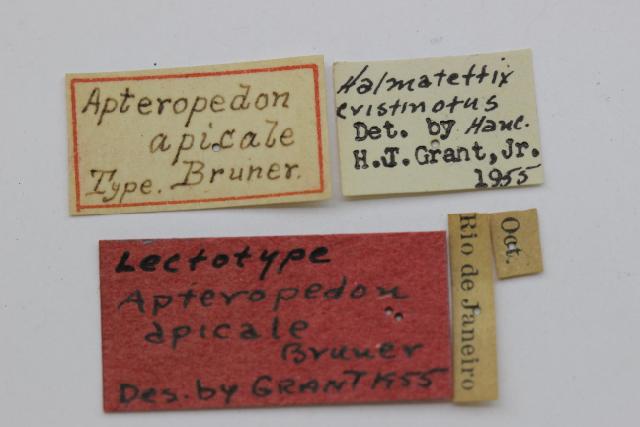 Apteropedon
apicale
Type. Bruner.
Halmatettix
cristinotus
Det. by Hanc.
H.T. Grant, Jr.
1955
Lectotype
Apteropedon
apicale
Bruner
Des. by GRANT 1955
Rio de Janeiro
Oct.